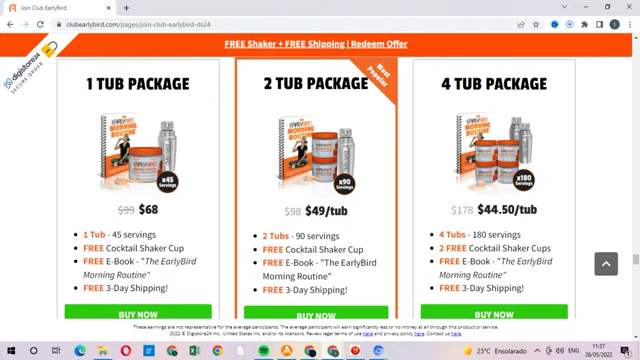 Join Club EarlyBird
clubearlybird.com/pages/join-club-earlybird-ds24
FREE Shaker + FREE Shipping | Redeem Offer
digistore24
SECURE ORDER
Most Popular
1 TUB PACKAGE
2 TUB PACKAGE
4 TUB PACKAGE
THE EARLYBIRD MORNING ROUTINE
EARLYBIRD
x45 Servings
x90 Servings
x180 Servings
$99 $68
$98 $49/tub
$178 $44.50/tub
1 Tub - 45 servings
FREE Cocktail Shaker Cup
FREE E-Book - "The EarlyBird
Morning Routine"
FREE 3-Day Shipping!
BUY NOW
2 Tubs - 90 servings
FREE Cocktail Shaker Cup
FREE E-Book - "The EarlyBird
Morning Routine"
FREE 3-Day Shipping!
BUY NOW
4 Tubs - 180 servings
2 FREE Cocktail Shaker Cups
FREE E-Book - "The EarlyBird
Morning Routine"
FREE 3-Day Shipping!
BUY NOW
These earnings are not representative for the average participants. The average participant will earn significantly less or no money at all through this product or service.
2022 © Digistore24 Inc., United States Inc. and/or its licensors. Review legal terms of use here and privacy policy here. Contact us here.
23°C Ensolarado
ENG
11:37
26/05/2022